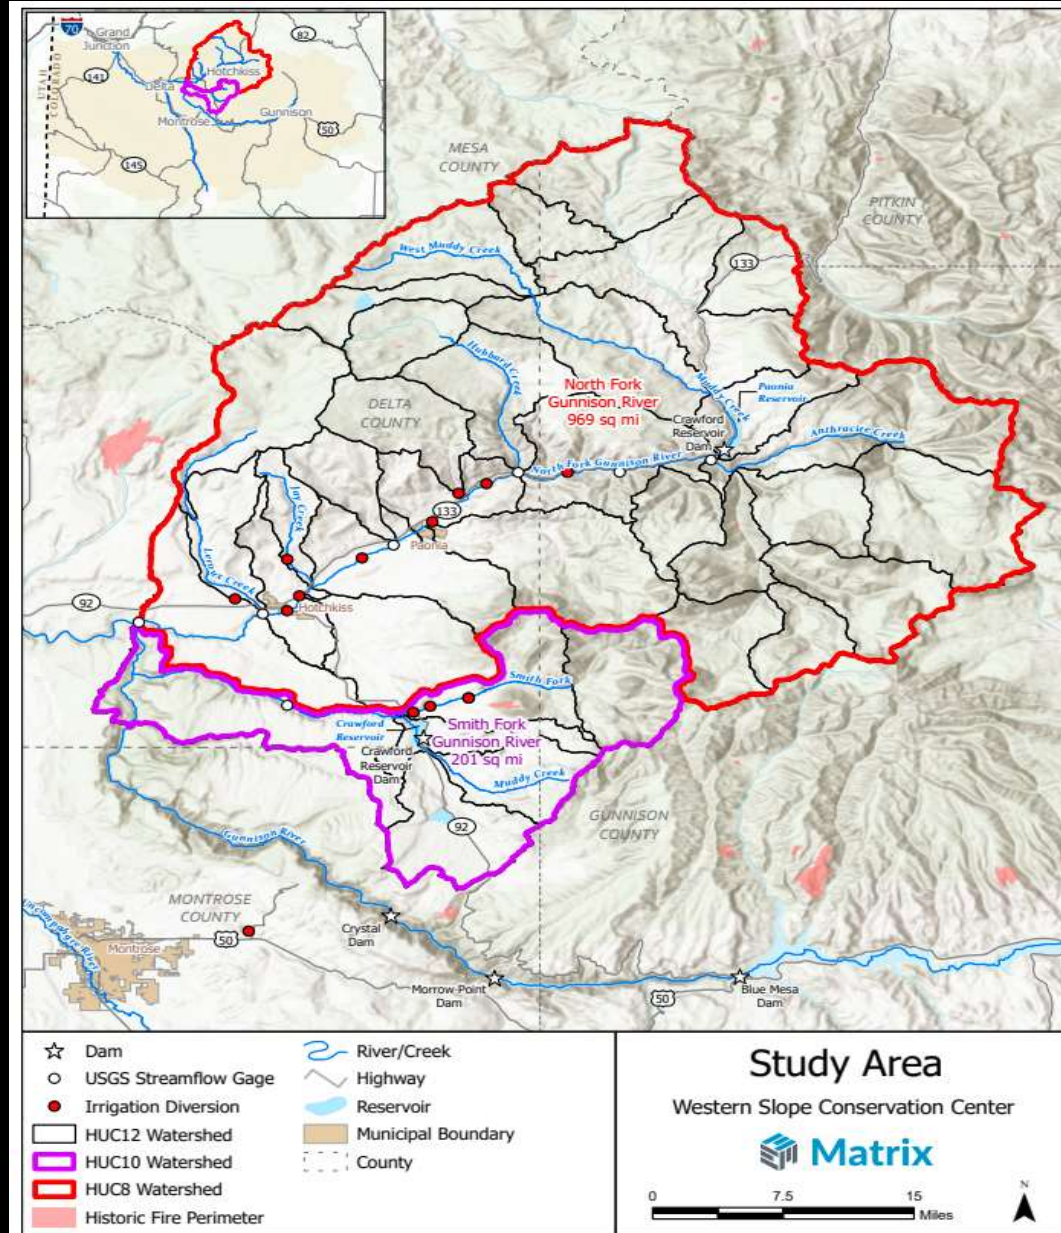 70
Grand
Junction
82
141
UTAH
COLORADO
Hotchkiss
Delta
Gunnison
Montrose
50
145
MESA
COUNTY
PITKIN
COUNTY
133
West Muddy Creek
Hubbard Creek
North Fork
Gunnison River
969 sq mi
Muddy Creek
Paonia
Reservoir
DELTA
COUNTY
Crawford
Reservoir
Dam
Anthracite Creek
North Fork Gunnison River
Jay Creek
133
Paonia
Leroux Creek
92
Hotchkiss
Smith Fork
Crawford
Reservoir
Smith Fork
Gunnison River
201 sq mi
Crawford
Reservoir
Dam
Muddy Creek
92
GUNNISON
COUNTY
Gunnison River
MONTROSE
COUNTY
Uncompahgre River
50
Montrose
Crystal
Dam
Morrow Point
Dam
50
Blue Mesa
Dam
Dam
USGS Streamflow Gage
Irrigation Diversion
HUC12 Watershed
HUC10 Watershed
HUC8 Watershed
Historic Fire Perimeter
River/Creek
Highway
Reservoir
Municipal Boundary
County
Study Area
Western Slope Conservation Center
Matrix
0 7.5 15
Miles
N